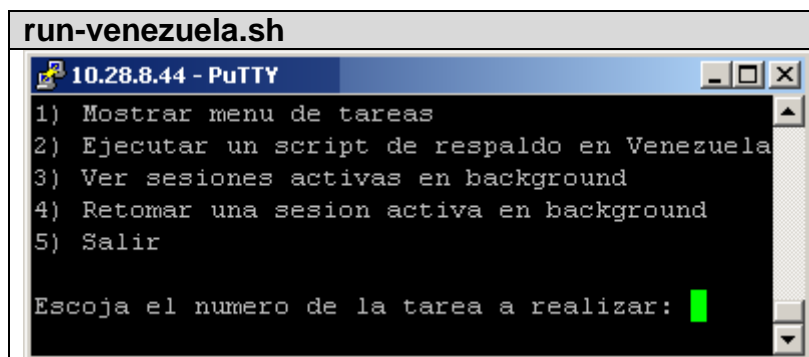 run-venezuela.sh
10.28.8.44 - PuTTY
1) Mostrar menu de tareas
2) Ejecutar un script de respaldo en Venezuela
3) Ver sesiones activas en background
4) Retomar una sesion activa en background
5) Salir
Escoja el numero de la tarea a realizar: